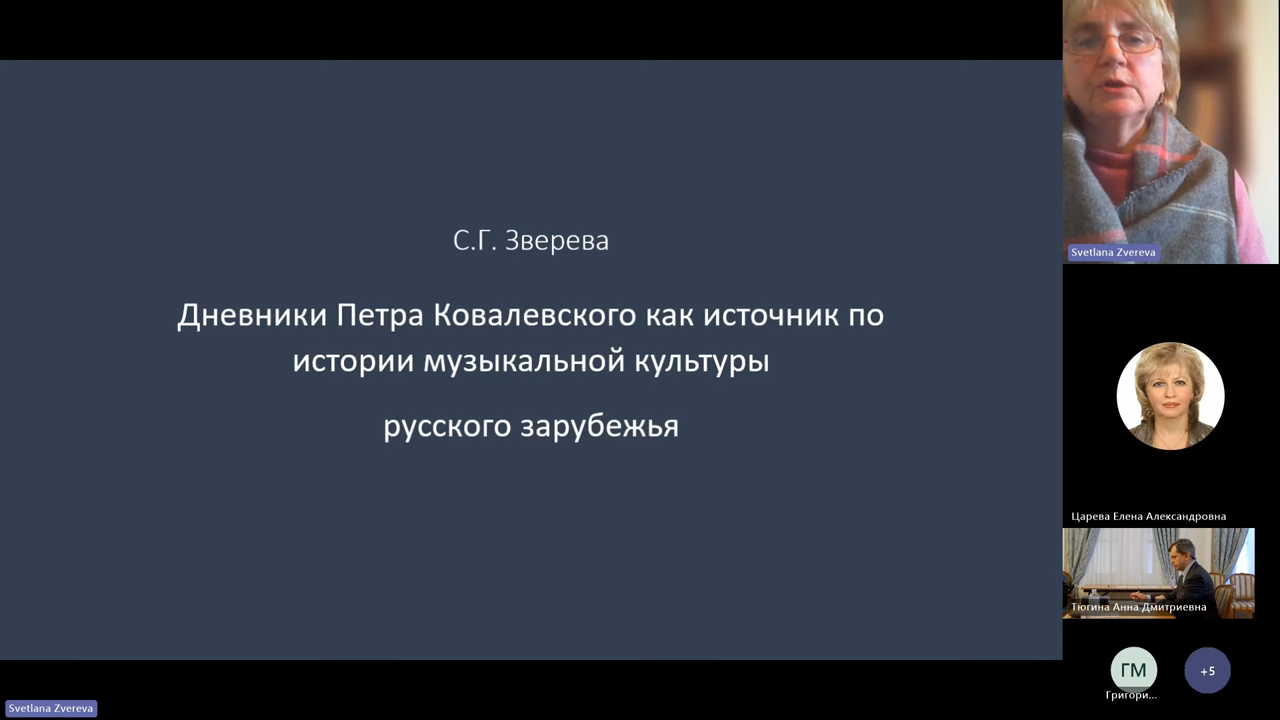 С.Г. Зверева
Дневники Петра Ковалевского как источник по
истории музыкальной культуры
русского зарубежья
Svetlana Zvereva
Царева Елена Александровна
Тюгина Анна Дмитриевна
ГМ
+5
Григори...
Svetlana Zvereva